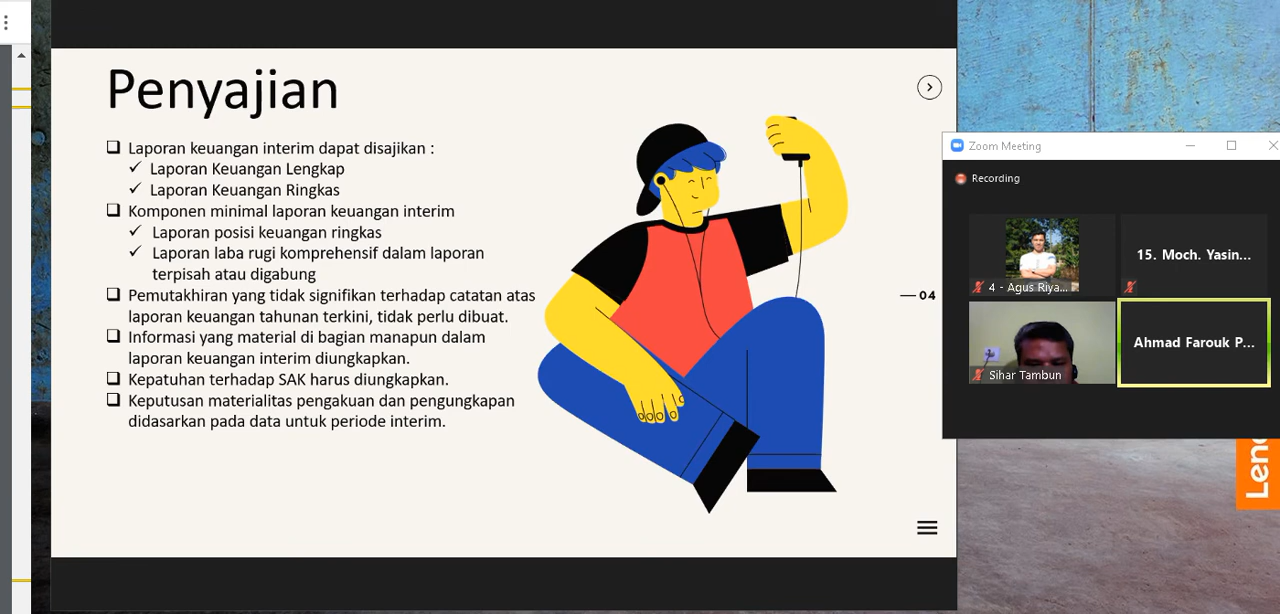 Penyajian
Laporan keuangan interim dapat disajikan :
Laporan Keuangan Lengkap
Laporan Keuangan Ringkas
Komponen minimal laporan keuangan interim
Laporan posisi keuangan ringkas
Laporan laba rugi komprehensif dalam laporan
terpisah atau digabung
Pemutakhiran yang tidak signifikan terhadap catatan atas
laporan keuangan tahunan terkini, tidak perlu dibuat.
Informasi yang material di bagian manapun dalam
laporan keuangan interim diungkapkan.
Kepatuhan terhadap SAK harus diungkapkan.
Keputusan materialitas pengakuan dan pengungkapan
didasarkan pada data untuk periode interim.
04
Zoom Meeting
Recording
4 - Agus Riya...
15. Moch. Yasin...
Sihar Tambun
Ahmad Farouk P...
Leno